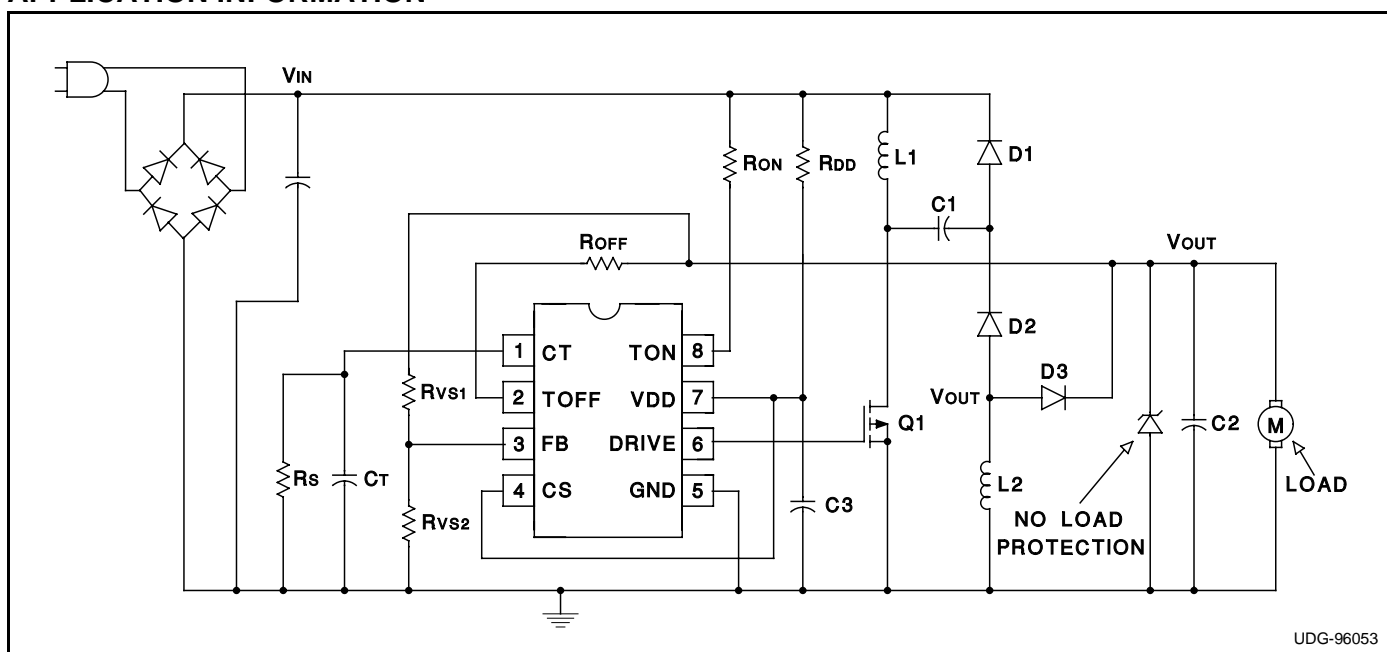 VIN
RON
RDD
L1
D1
C1
ROFF
VOUT
D2
1 CT
TON 8
RVS1
2 TOFF
VDD 7
D3
VOUT
Q1
C2
M
3 FB
DRIVE 6
RS
CT
4 CS
GND 5
C3
L2
LOAD
RVS2
NO LOAD
PROTECTION
UDG-96053